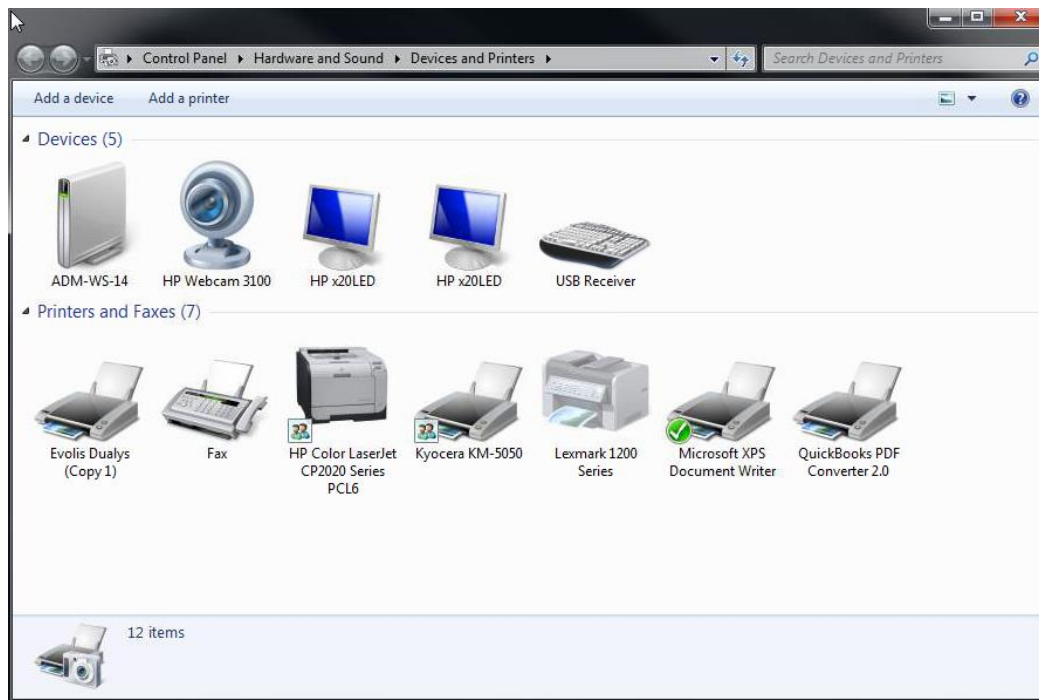 Control Panel Hardware and Sound Devices and Printers
Search Devices and Printers
Add a device Add a printer
Devices (5)
ADM-WS-14 HP Webcam 3100 HP x20LED HP x20LED USB Receiver
Printers and Faxes (7)
Evolis Dualys Fax HP Color LaserJet Kyocera KM-5050 Lexmark 1200 Microsoft XPS QuickBooks PDF
(Copy 1) CP2020 Series Series Document Writer Converter 2.0
PCL6
12 items